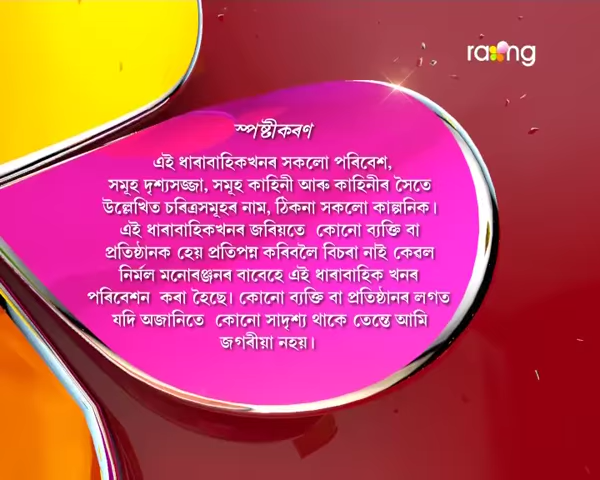 rang
স্পষ্টীকৰণ
এই ধাৰাবাহিকখনৰ সকলো পৰিবেশ,
সমূহ দৃশ্যসজ্জা, সমূহ কাহিনী আৰু কাহিনীৰ সৈতে
উল্লেখিত চৰিত্ৰসমূহৰ নাম, ঠিকনা সকলো কাল্পনিক।
এই ধাৰাবাহিকখনৰ জৰিয়তে কোনো ব্যক্তি বা
প্ৰতিষ্ঠানক হেয় প্ৰতিপন্ন কৰিবলৈ বিচৰা নাই কেৱল
নিৰ্মল মনোৰঞ্জনৰ বাবেহে এই ধাৰাবাহিক খনৰ
পৰিবেশন কৰা হৈছে। কোনো ব্যক্তি বা প্ৰতিষ্ঠানৰ লগত
যদি অজানিতে কোনো সাদৃশ্য থাকে তেন্তে আমি
জগৰীয়া নহয়।